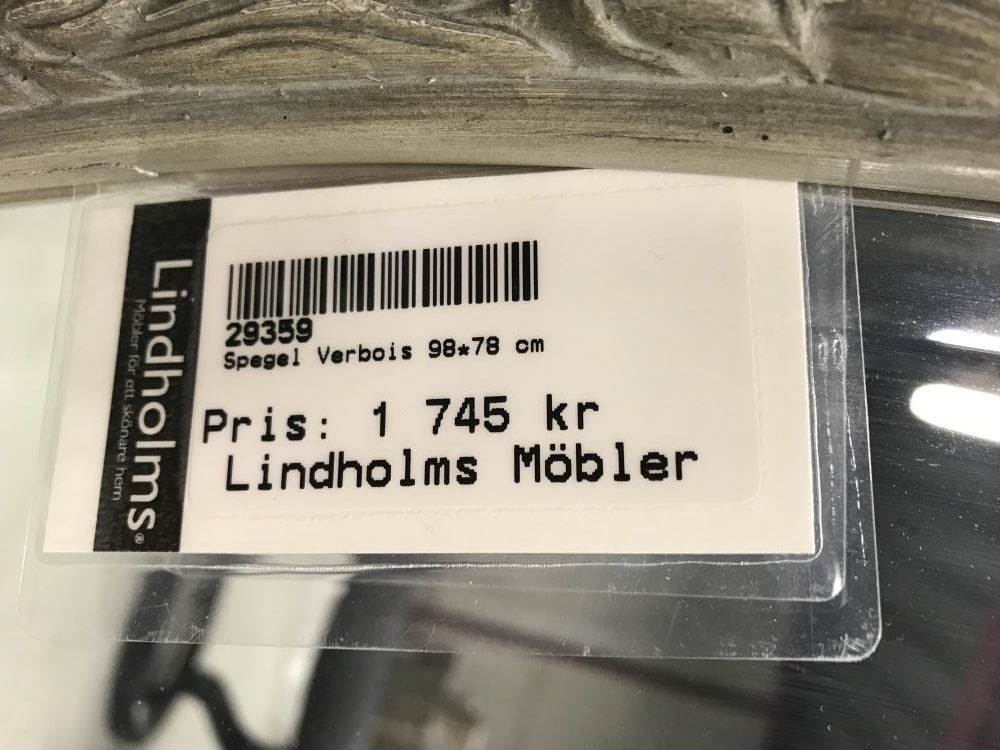 Lindholms®
Möbler för ett skönare hem
29359
Spegel Verbois 98*78 cm
Pris: 1 745 kr
Lindholms Möbler